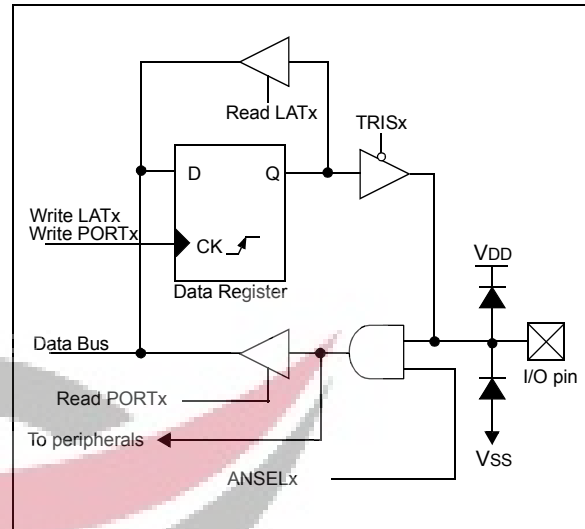 Read LATx
TRISx
D Q
Write LATx
Write PORTx
CK
VDD
Data Register
Data Bus
I/O pin
Read PORTx
To peripherals
VSS
ANSELx